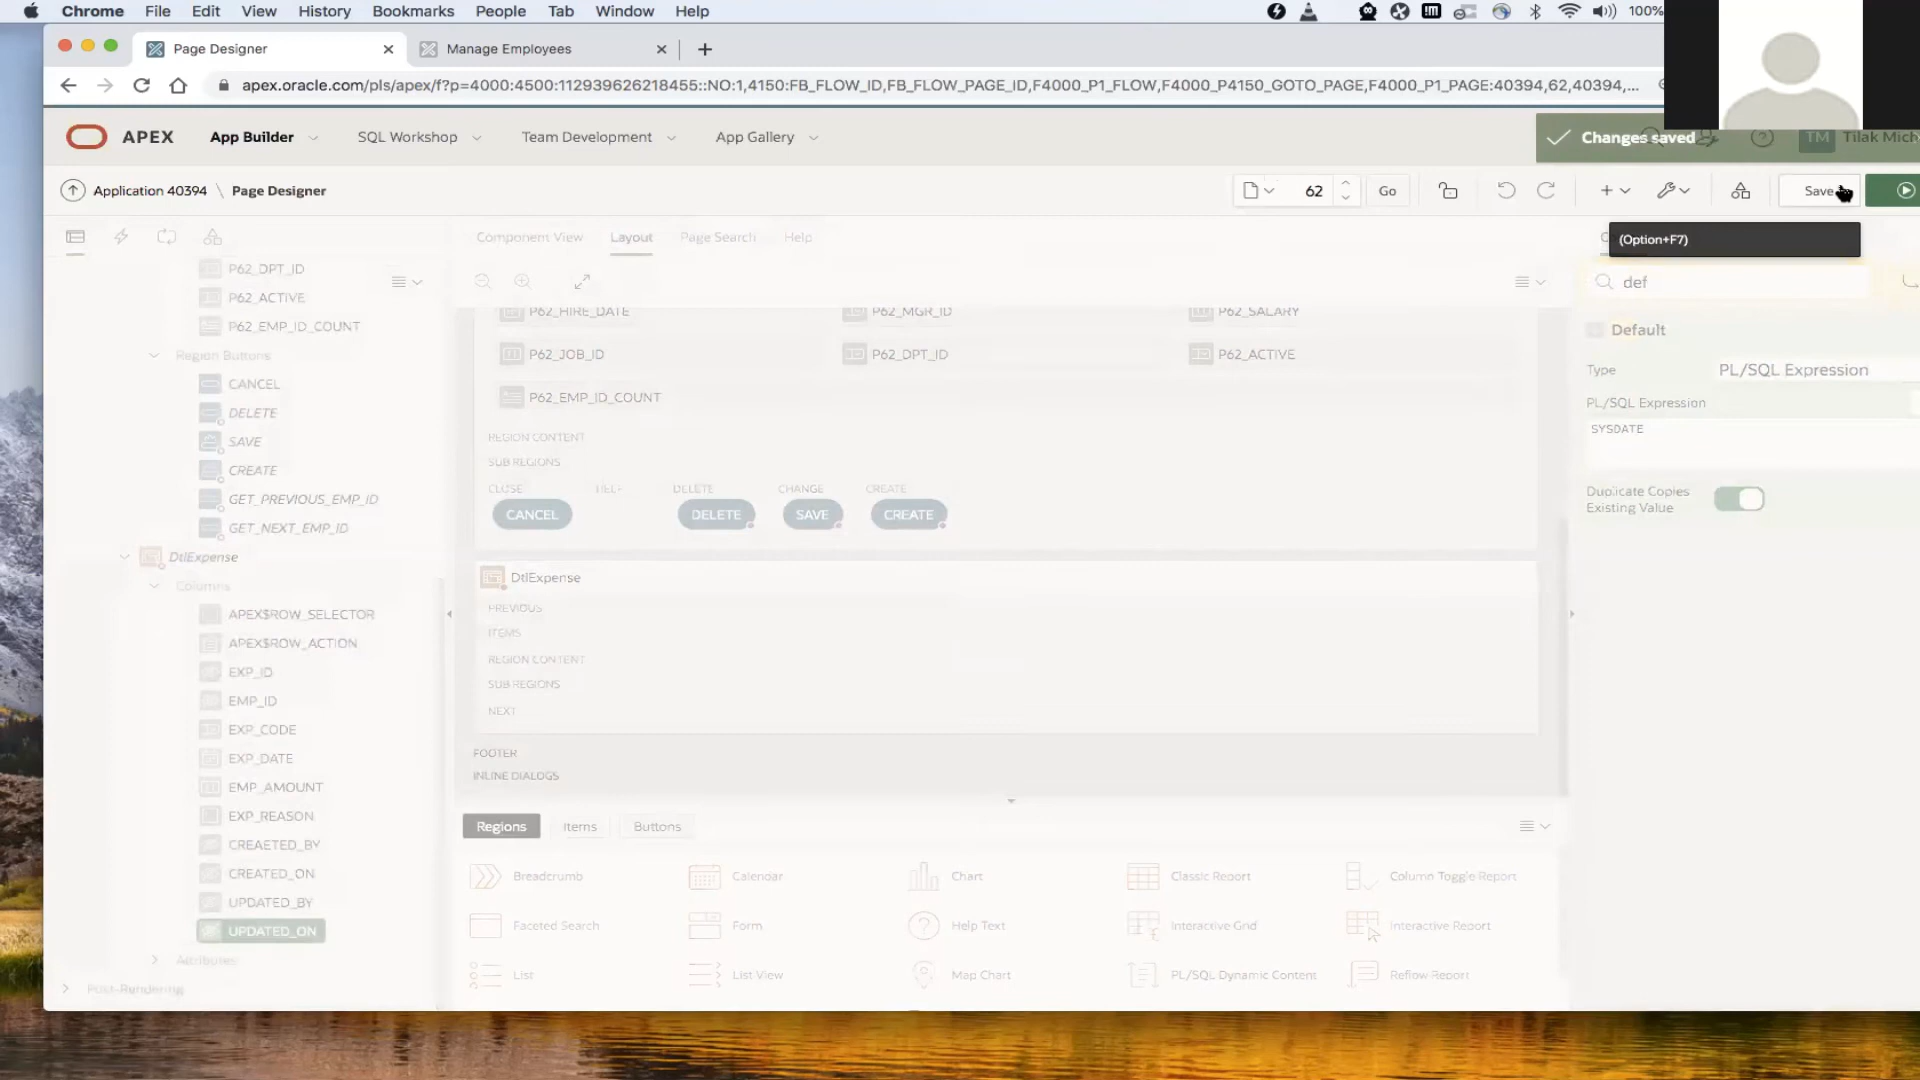 Chrome File Edit View History Bookmarks People Tab Window Help 100%
Page Designer Manage Employees
apex.oracle.com/pls/apex/f?p=4000:4500:112939626218455::NO:1,4150:FB_FLOW_ID,FB_FLOW_PAGE_ID,F4000_P1_FLOW,F4000_P4150_GOTO_PAGE,F4000_P1_PAGE:40394,62,40394,...
APEX App Builder SQL Workshop Team Development App Gallery Changes saved TM Tilak Mich
Application 40394 \ Page Designer 62 Go Save
(Option+F7)
Component View Layout Page Search Help
def
P62_DPT_ID
P62_ACTIVE
P62_EMP_ID_COUNT
Region Buttons
CANCEL
DELETE
SAVE
CREATE
GET_PREVIOUS_EMP_ID
GET_NEXT_EMP_ID
DtlExpense
Columns
APEX$ROW_SELECTOR
APEX$ROW_ACTION
EXP_ID
EMP_ID
EXP_CODE
EXP_DATE
EMP_AMOUNT
EXP_REASON
CREAETED_BY
CREATED_ON
UPDATED_BY
UPDATED_ON
Attributes
Post-Rendering
P62_HIRE_DATE P62_MGR_ID P62_SALARY
P62_JOB_ID P62_DPT_ID P62_ACTIVE
P62_EMP_ID_COUNT
REGION CONTENT
SUB REGIONS
CLOSE HELP DELETE CHANGE CREATE
CANCEL DELETE SAVE CREATE
DtlExpense
PREVIOUS
ITEMS
REGION CONTENT
SUB REGIONS
NEXT
FOOTER
INLINE DIALOGS
Regions Items Buttons
Breadcrumb Calendar Chart Classic Report Column Toggle Report
Faceted Search Form Help Text Interactive Grid Interactive Report
List List View Map Chart PL/SQL Dynamic Content Reflow Report
Default
Type PL/SQL Expression
PL/SQL Expression
SYSDATE
Duplicate Copies
Existing Value